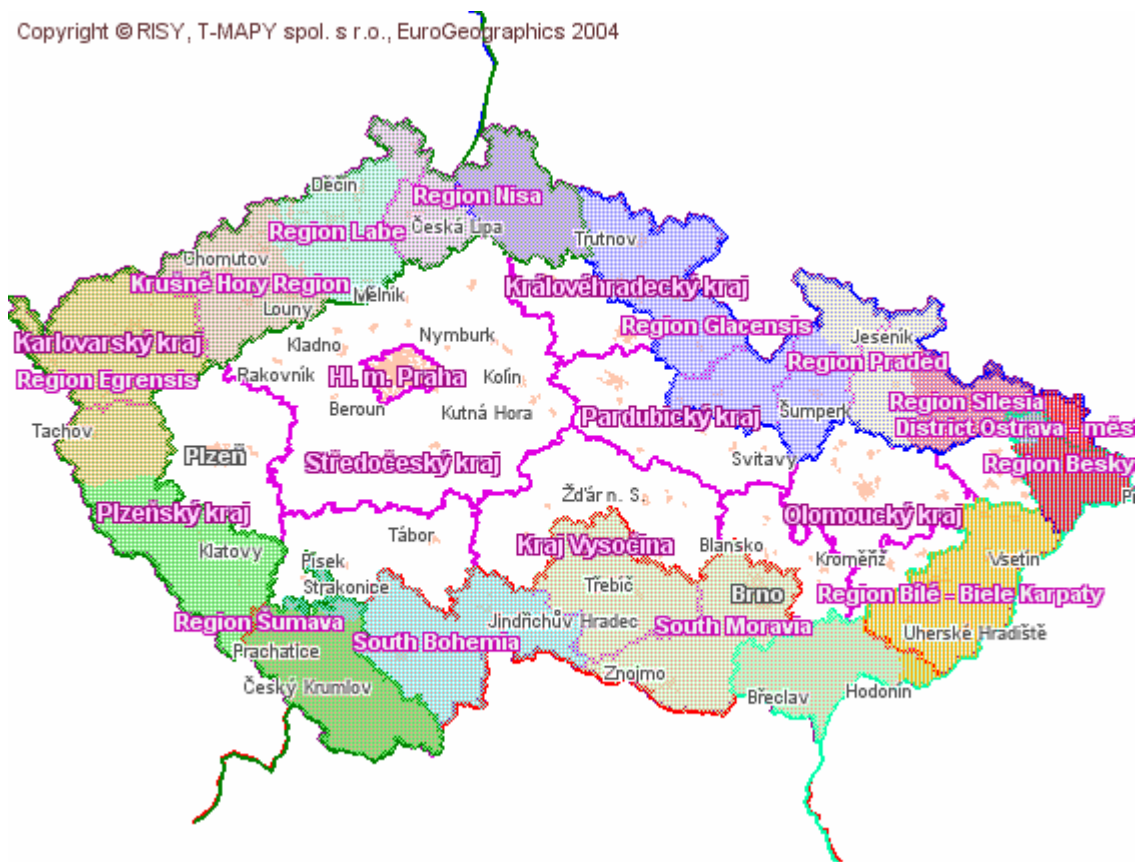 Copyright © RISY, T-MAPY spol. s r.o., EuroGeographics 2004
Děčín
Region Nisa
Region Labe
Česká Lípa
Trutnov
Chomutov
Krušné Hory Region
Královéhradecký kraj
Mělník
Louny
Nymburk
Region Glacensis
Jeseník
Karlovarský kraj
Kladno
Region Praděd
Region Egrensis
Rakovník
Hl. m. Praha
Kolín
Beroun
Kutná Hora
Pardubický kraj
Šumperk
Region Silesia
District Ostrava - měst
Tachov
Plzeň
Středočeský kraj
Svitavy
Region Besky
Žďár n. S.
Plzeňský kraj
Olomoucký kraj
Tábor
Klatovy
Kraj Vysočina
Blansko
Kroměříž
Vsetín
Písek
Strakonice
Třebíč
Brno
Region Bílé - Biele Karpaty
Region Šumava
Jindřichův Hradec
South Moravia
South Bohemia
Uherské Hradiště
Prachatice
Znojmo
Český Krumlov
Břeclav
Hodonín